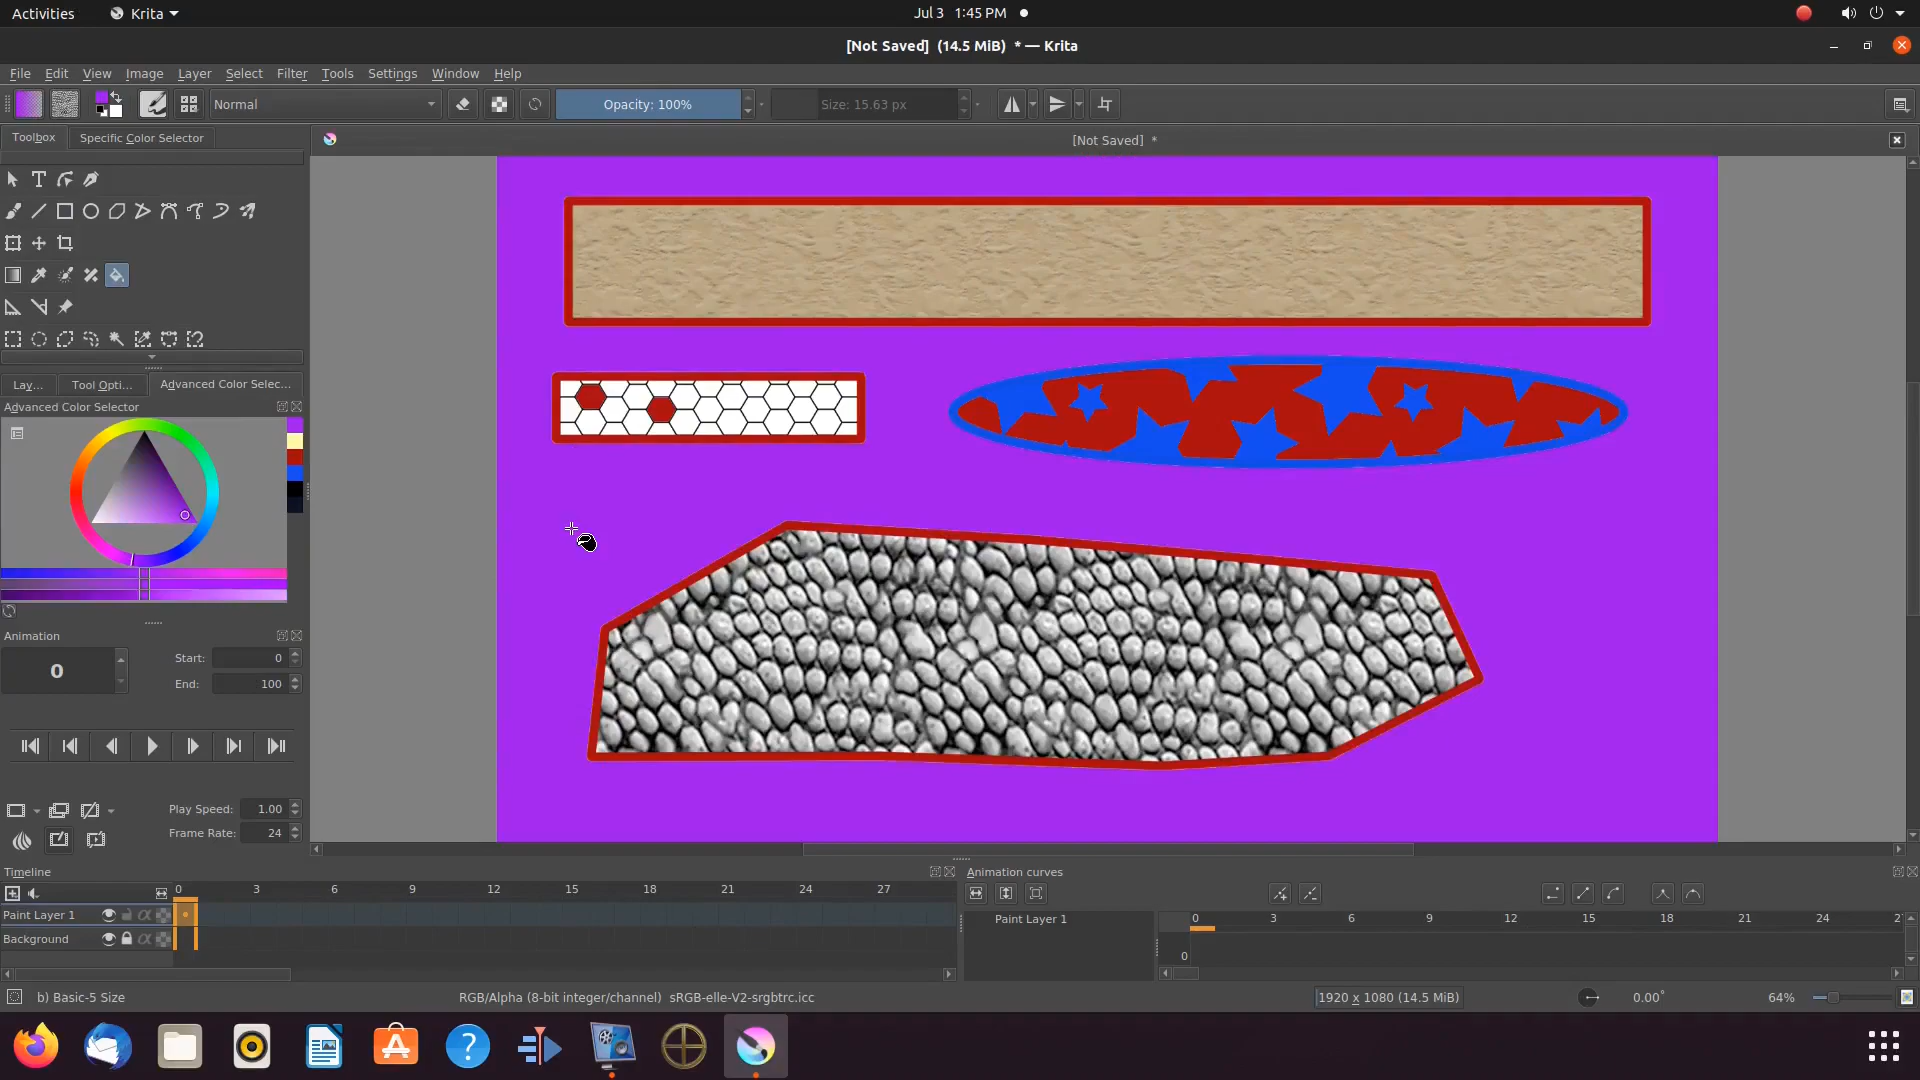 Activities
Krita
Jul 3 1:45 PM
[Not Saved] (14.5 MiB) * — Krita
File Edit View Image Layer Select Filter Tools Settings Window Help
Normal
Opacity: 100%
Size: 15.63 px
Toolbox
Specific Color Selector
[Not Saved] *
Lay...
Tool Opti...
Advanced Color Selec...
Advanced Color Selector
Animation
0
Start: 0
End: 100
Play Speed: 1.00
Frame Rate: 24
Timeline
0 3 6 9 12 15 18 21 24 27
Paint Layer 1
Background
Animation curves
Paint Layer 1
0 3 6 9 12 15 18 21 24
0
b) Basic-5 Size
RGB/Alpha (8-bit integer/channel) sRGB-elle-V2-srgbtrc.icc
1920 x 1080 (14.5 MiB)
0.00°
64%